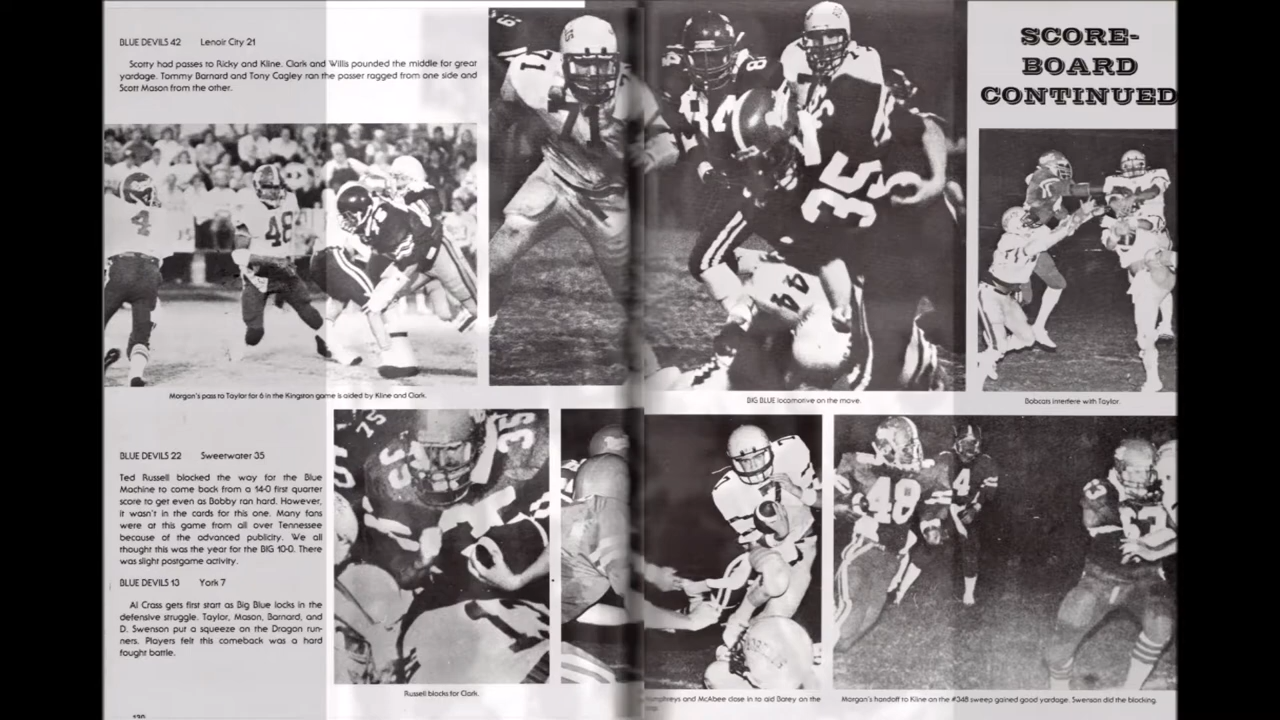 BLUE DEVILS 42 Lenoir City 21
Scotty had passes to Ricky and Kline. Clark and Willis pounded the middle for great
yardage. Tommy Barnard and Tony Cagley ran the passer ragged from one side and
Scott Mason from the other.
SCORE-
BOARD
CONTINUED
71
4
48
35
44
Morgan's pass to Taylor for 6 in the Kingston game is aided by Kline and Clark.
BIG BLUE locomotive on the move.
Bobcats interfere with Taylor.
BLUE DEVILS 22 Sweetwater 35
Ted Russell blocked the way for the Blue
Machine to come back from a 14-0 first quarter
score to get even as Bobby ran hard. However,
it wasn't in the cards for this one. Many fans
were at this game from all over Tennessee
because of the advanced publicity. We all
thought this was the year for the BIG 10-0. There
was slight postgame activity.
BLUE DEVILS 13 York 7
Al Crass gets first start as Big Blue locks in the
defensive struggle. Taylor, Mason, Barnard, and
D. Swenson put a squeeze on the Dragon run-
ners. Players felt this comeback was a hard
fought battle.
75
35
48
4
Russell blocks for Clark.
and McAbee close in to aid Barey on the
Morgan's handoff to Kline on the #348 sweep gained good yardage. Swenson did the blocking.